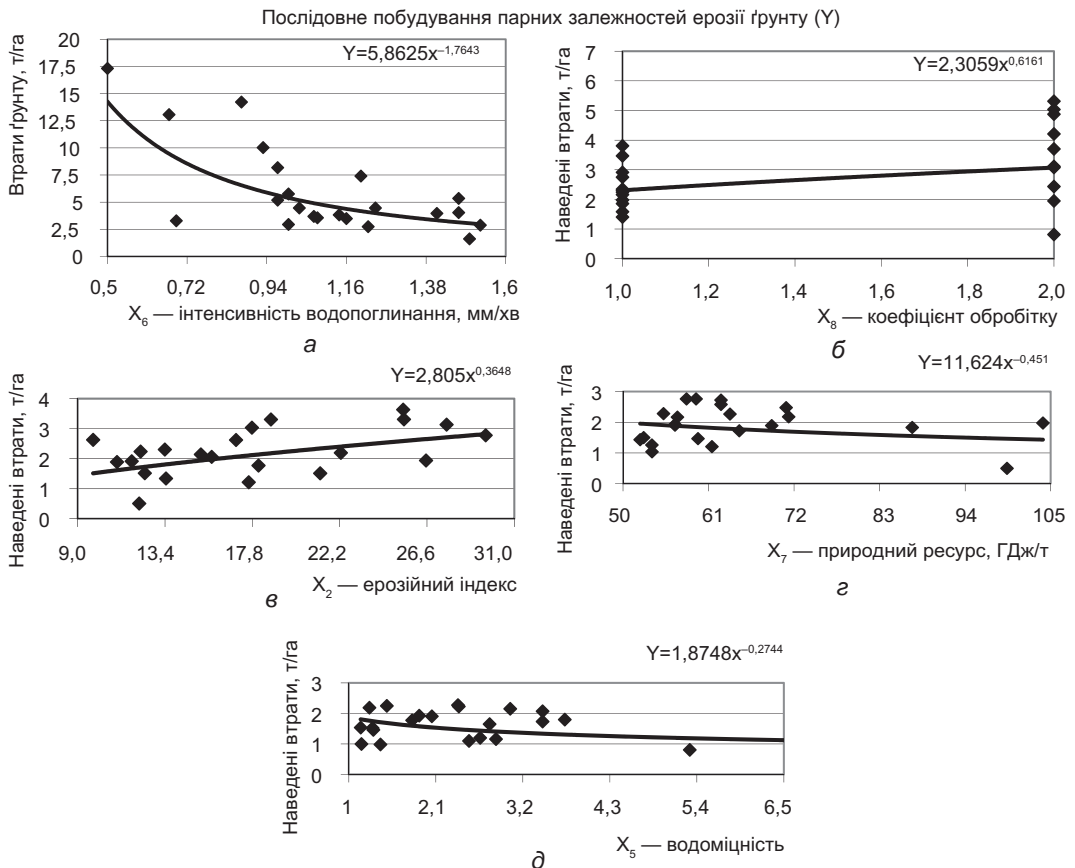 Послідовне побудування парних залежностей ерозії ґрунту (Y)
Втрати ґрунту, т/га
20
17,5
15
12,5
10
7,5
5
2,5
0
Y=5,8625x–1,7643
0,5 0,72 0,94 1,16 1,38 1,6
X6 — інтенсивність водопоглинання, мм/хв
а
Наведені втрати, т/га
7
6
5
4
3
2
1
0
Y=2,3059x0,6161
1,0 1,2 1,4 1,6 1,8 2,0
X8 — коефіцієнт обробітку
б
Наведені втрати, т/га
4
3
2
1
0
Y=2,805x0,3648
9,0 13,4 17,8 22,2 26,6 31,0
X2 — ерозійний індекс
в
Наведені втрати, т/га
3
2
1
0
Y=11,624x–0,451
50 61 72 83 94 105
X7 — природний ресурс, ГДж/т
г
Наведені втрати, т/га
3
2
1
0
Y=1,8748x–0,2744
1 2,1 3,2 4,3 5,4 6,5
X5 — водоміцність
д